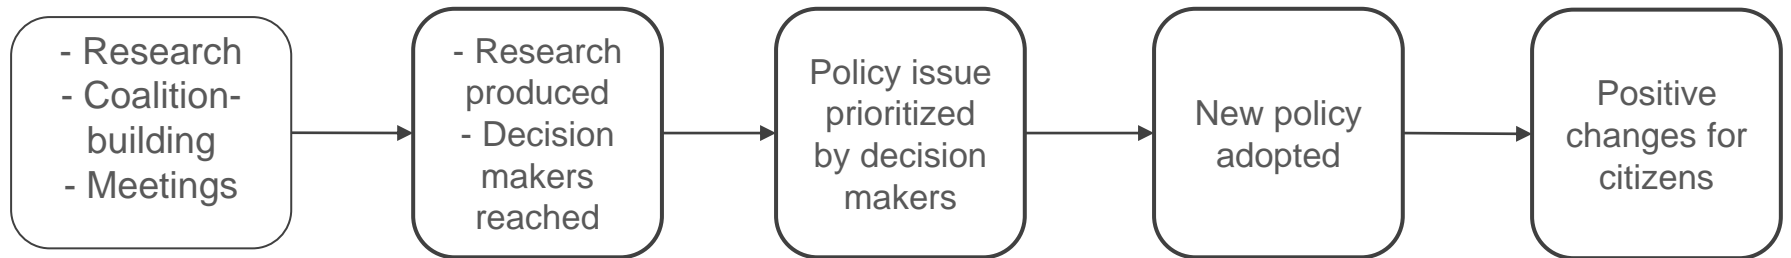 - Research
- Coalition-
building
- Meetings
- Research
produced
- Decision
makers
reached
Policy issue
prioritized
by decision
makers
New policy
adopted
Positive
changes for
citizens